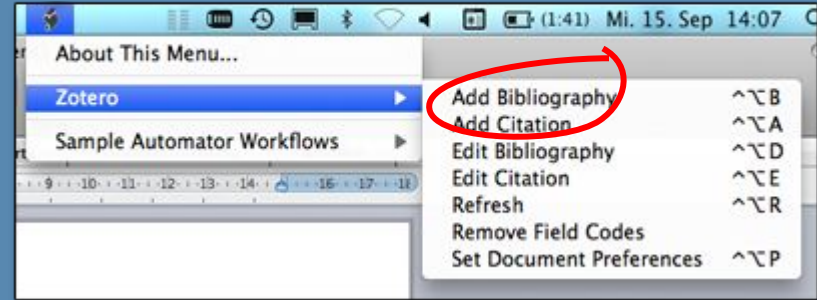 (1:41) Mi. 15. Sep 14:07
About This Menu...
Zotero
Sample Automator Workflows
Add Bibliography ^⌥B
Add Citation ^⌥A
Edit Bibliography ^⌥D
Edit Citation ^⌥E
Refresh ^⌥R
Remove Field Codes
Set Document Preferences ^⌥P
9 10 11 12 13 14 16 17 18